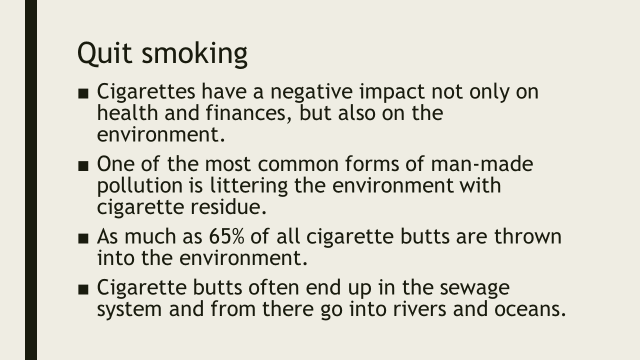 Quit smoking
■ Cigarettes have a negative impact not only on
health and finances, but also on the
environment.
■ One of the most common forms of man-made
pollution is littering the environment with
cigarette residue.
■ As much as 65% of all cigarette butts are thrown
into the environment.
■ Cigarette butts often end up in the sewage
system and from there go into rivers and oceans.